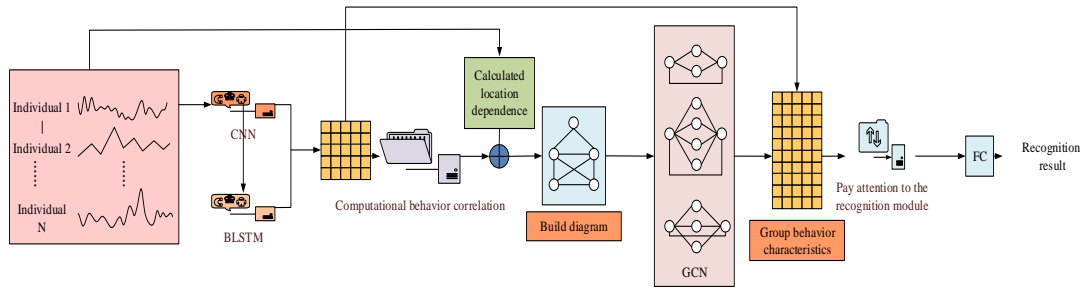 Individual 1
Individual 2
Individual
N
CNN
BLSTM
Computational behavior correlation
Calculated
location
dependence
Build diagram
GCN
Group behavior
characteristics
Pay attention to the
recognition module
FC
Recognition
result